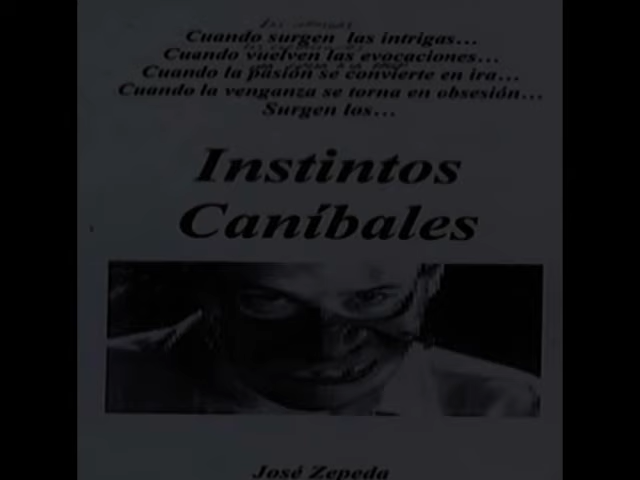 Cuando surgen las intrigas...
Cuando vuelven las evocaciones...
Cuando la pasión se convierte en ira...
Cuando la venganza se torna en obsesión...
Surgen los...
Instintos
Caníbales
José Zepeda